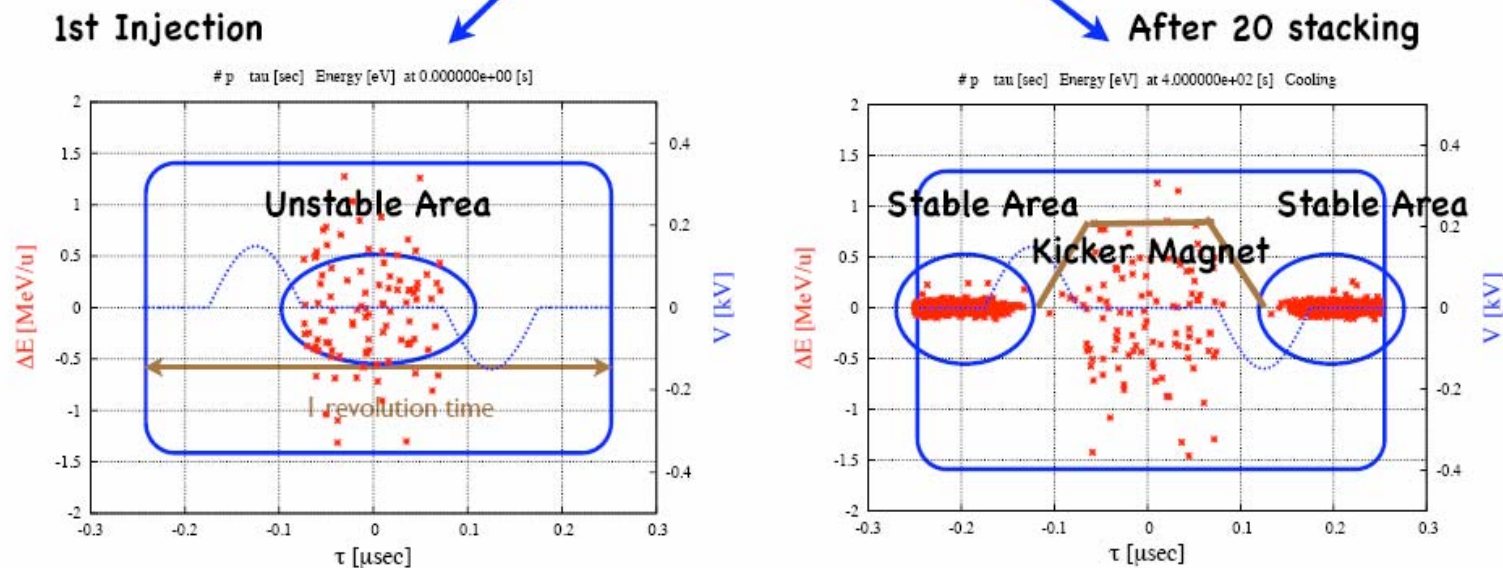 1st Injection
# p tau [sec] Energy [eV] at 0.000000e+00 [s]
2
1.5
1
0.5
0
-0.5
-1
-1.5
-2
ΔE [MeV/u]
Unstable Area
1 revolution time
0.4
0.2
0
-0.2
-0.4
V [kV]
-0.3 -0.2 -0.1 0 0.1 0.2 0.3
τ [μsec]
After 20 stacking
# p tau [sec] Energy [eV] at 4.000000e+02 [s] Cooling
2
1.5
1
0.5
0
-0.5
-1
-1.5
-2
ΔE [MeV/u]
Stable Area
Stable Area
Kicker Magnet
0.4
0.2
0
-0.2
-0.4
V [kV]
-0.3 -0.2 -0.1 0 0.1 0.2 0.3
τ [μsec]